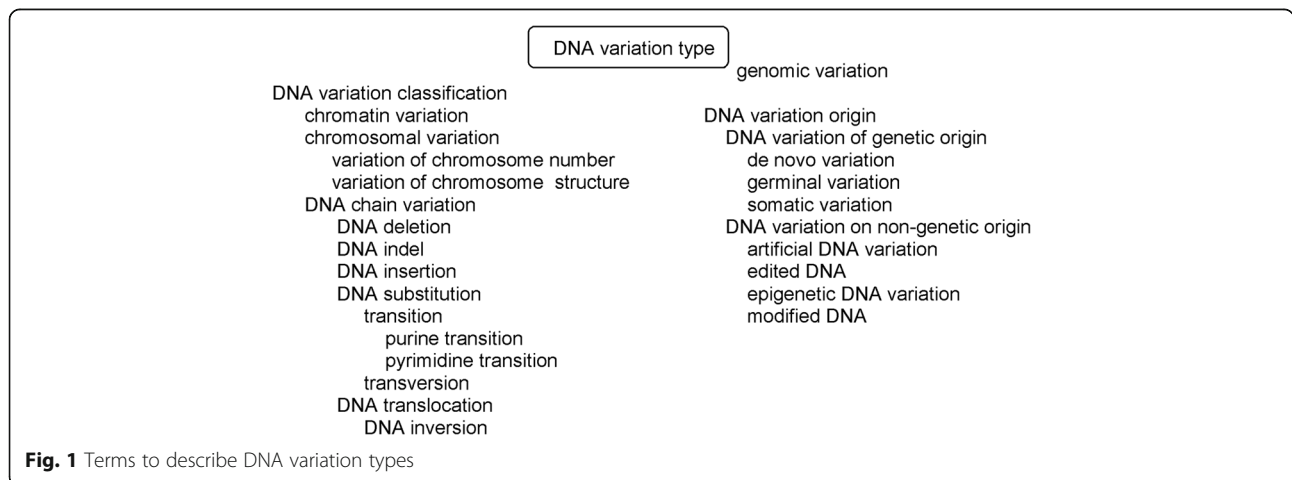 DNA variation type
genomic variation
DNA variation classification
chromatin variation
chromosomal variation
variation of chromosome number
variation of chromosome structure
DNA chain variation
DNA deletion
DNA indel
DNA insertion
DNA substitution
transition
purine transition
pyrimidine transition
transversion
DNA translocation
DNA inversion
DNA variation origin
DNA variation of genetic origin
de novo variation
germinal variation
somatic variation
DNA variation on non-genetic origin
artificial DNA variation
edited DNA
epigenetic DNA variation
modified DNA
Fig. 1 Terms to describe DNA variation types